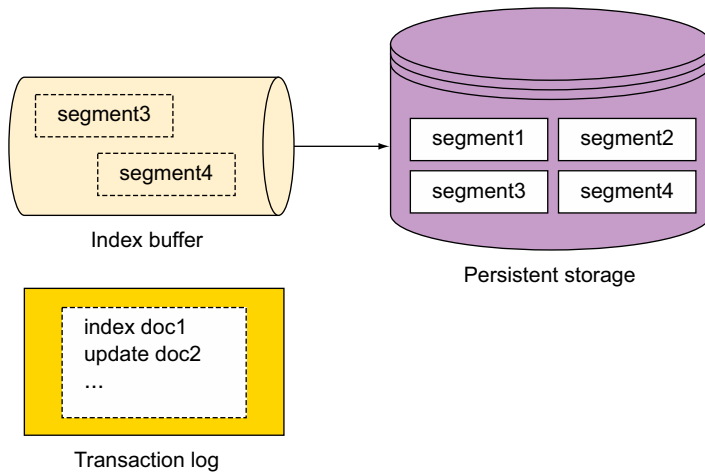 segment3
segment4
Index buffer
segment1 segment2
segment3 segment4
Persistent storage
index doc1
update doc2
...
Transaction log